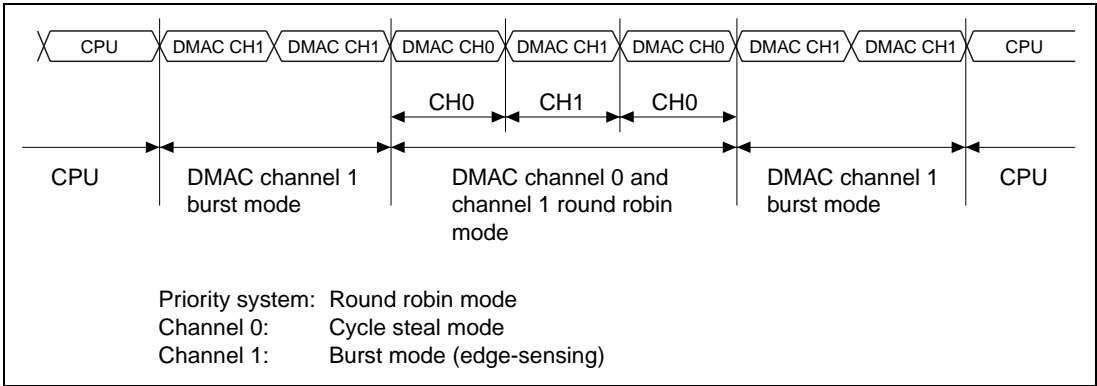 CPU DMAC CH1 DMAC CH1 DMAC CH0 DMAC CH1 DMAC CH0 DMAC CH1 DMAC CH1 CPU
CH0 CH1 CH0
CPU DMAC channel 1 DMAC channel 0 and DMAC channel 1 CPU
burst mode channel 1 round robin burst mode
mode
Priority system: Round robin mode
Channel 0: Cycle steal mode
Channel 1: Burst mode (edge-sensing)